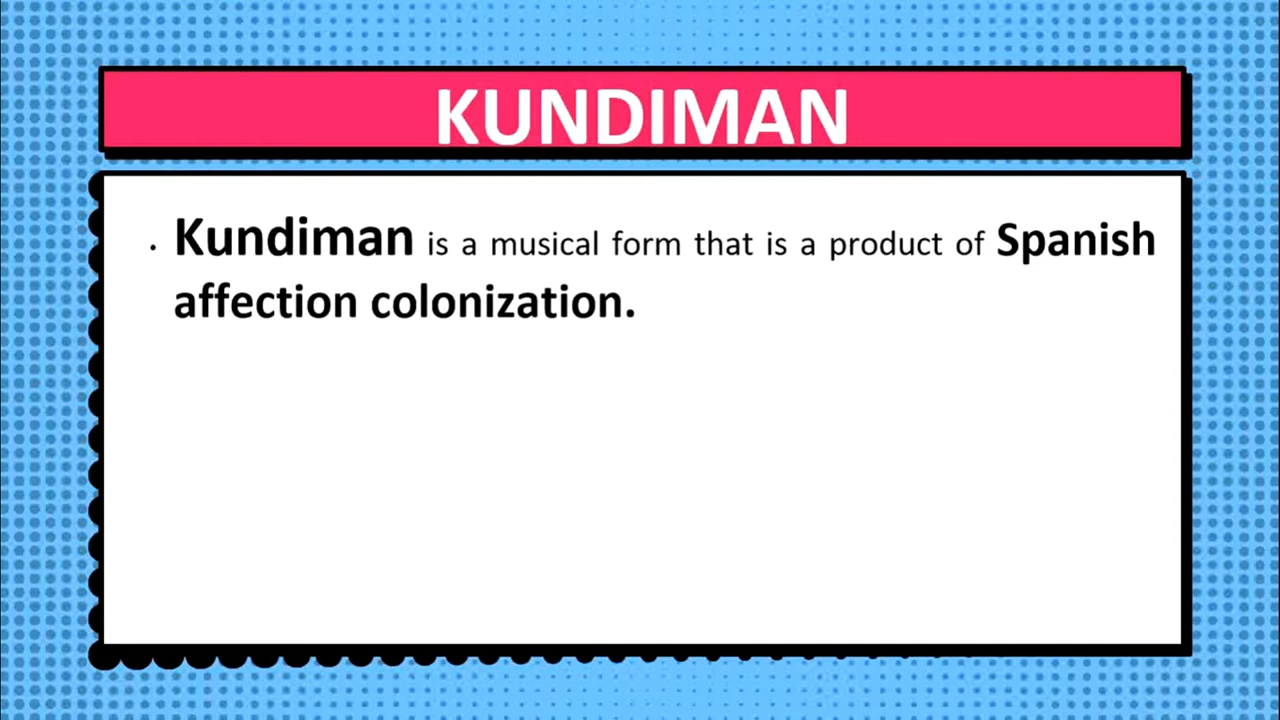 KUNDIMAN
• Kundiman is a musical form that is a product of Spanish
affection colonization.